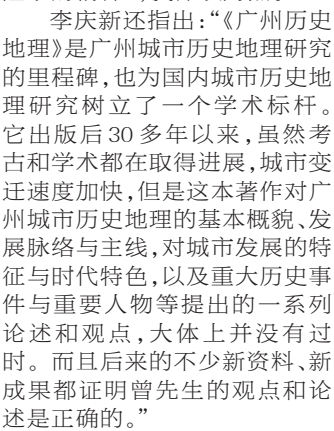 李庆新还指出：“《广州历史
地理》是广州城市历史地理研究
的里程碑，也为国内城市历史地
理研究树立了一个学术标杆。
它出版后30多年以来，虽然考
古和学术都在取得进展，城市变
迁速度加快，但是这本著作对广
州城市历史地理的基本概貌、发
展脉络与主线，对城市发展的特
征与时代特色，以及重大历史事
件与重要人物等提出的一系列
论述和观点，大体上并没有过
时。而且后来的不少新资料、新
成果都证明曾先生的观点和论
述是正确的。”